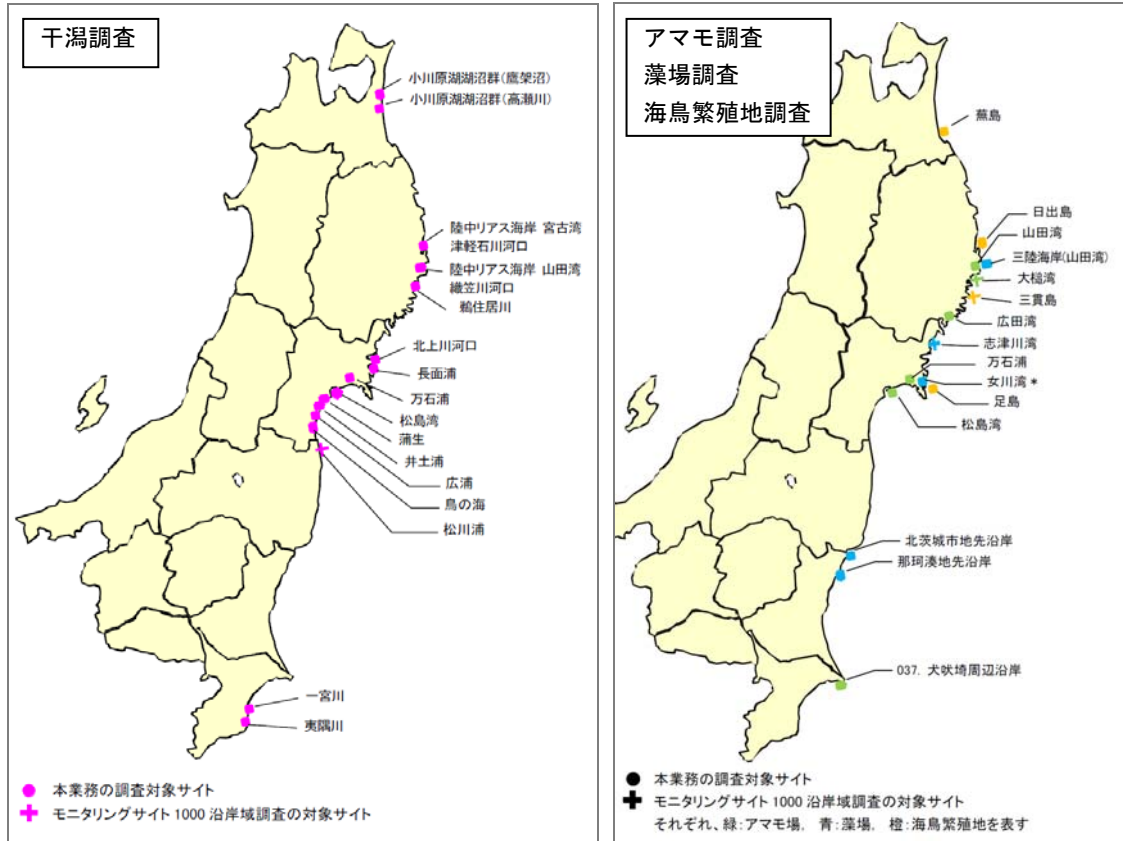 干潟調査
小川原湖湖沼群(鷹架沼)
小川原湖湖沼群(高瀬川)
陸中リアス海岸 宮古湾
津軽石川河口
陸中リアス海岸 山田湾
織笠川河口
鵜住居川
北上川河口
長面浦
万石浦
松島湾
蒲生
井土浦
広浦
鳥の海
松川浦
一宮川
夷隅川
本業務の調査対象サイト
モニタリングサイト1000沿岸域調査の対象サイト
アマモ調査
藻場調査
海鳥繁殖地調査
蕪島
日出島
山田湾
三陸海岸(山田湾)
大槌湾
三貫島
広田湾
志津川湾
万石浦
女川湾*
足島
松島湾
北茨城市地先沿岸
那珂湊地先沿岸
037. 犬吠埼周辺沿岸
本業務の調査対象サイト
モニタリングサイト1000沿岸域調査の対象サイト
それぞれ、緑:アマモ場, 青:藻場, 橙:海鳥繁殖地を表す